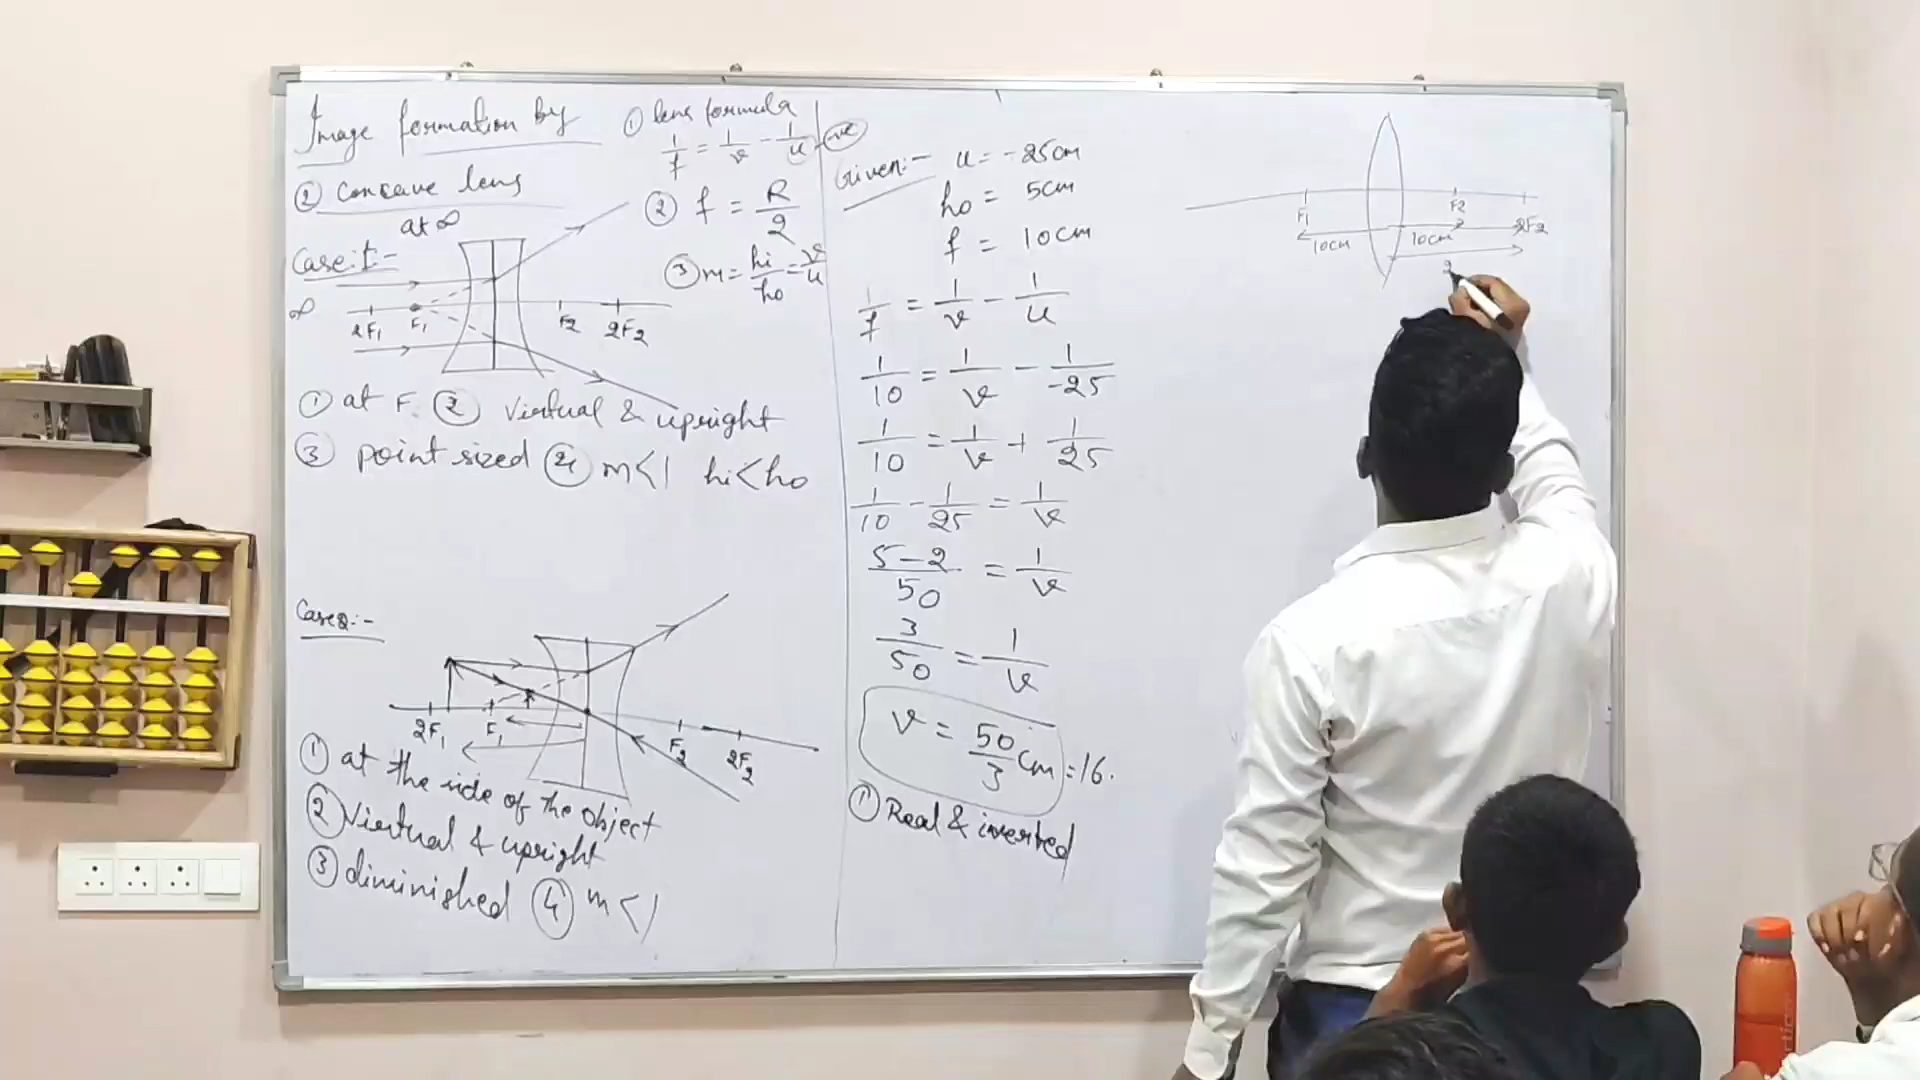 Image formation by
② Concave lens
at ∞
Case: I :-
∞
2F₁ F₁ F₂ 2F₂
① at F. ② Virtual & upright
③ point sized ④ m<1 hi<ho
Case 2:-
2F₁ F₁ F₂ 2F₂
① at the side of the object
② Virtual & upright
③ diminished ④ m<1
① lens formula
1/f = 1/v - 1/u -ve
② f = R/2
③ m = hi/ho = v/u
Given:- u = -25cm
ho = 5cm
f = 10cm
1/f = 1/v - 1/u
1/10 = 1/v - 1/-25
1/10 = 1/v + 1/25
1/10 - 1/25 = 1/v
5-2/50 = 1/v
3/50 = 1/v
v = 50/3 cm = 16.
① Real & inverted
F₁ F₂ 2F₂
10cm 10cm
2